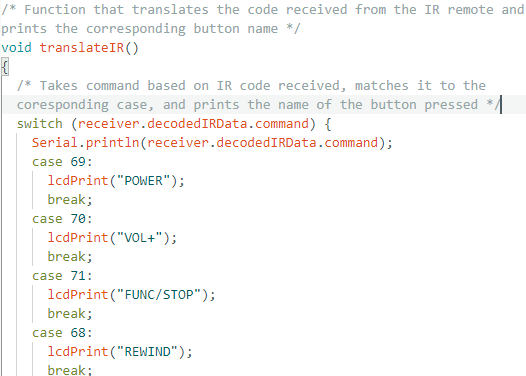 /* Function that translates the code received from the IR remote and
prints the corresponding button name */
void translateIR()
{
  /* Takes command based on IR code received, matches it to the
  coresponding case, and prints the name of the button pressed */
  switch (receiver.decodedIRData.command) {
    Serial.println(receiver.decodedIRData.command);
    case 69:
      lcdPrint("POWER");
      break;
    case 70:
      lcdPrint("VOL+");
      break;
    case 71:
      lcdPrint("FUNC/STOP");
      break;
    case 68:
      lcdPrint("REWIND");
      break;